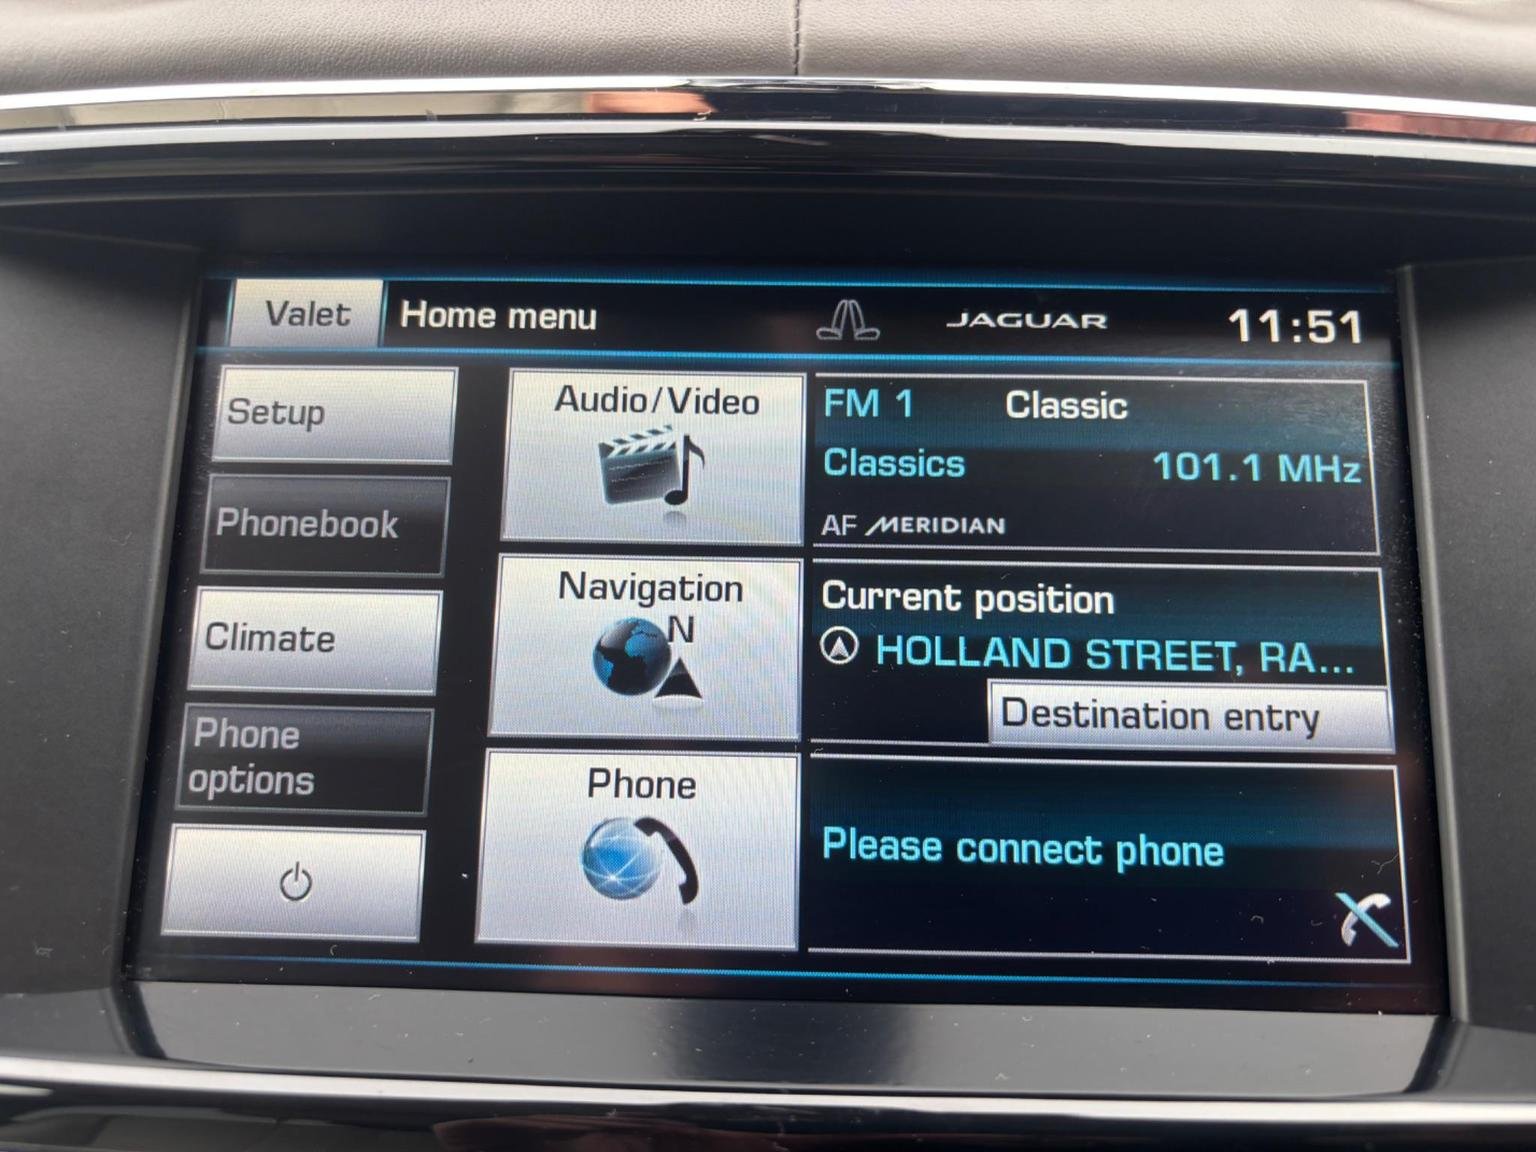 Valet
Home menu
JAGUAR
11:51
Setup
Phonebook
Climate
Phone
options
Audio/Video
Navigation
N
Phone
FM 1 Classic
Classics 101.1 MHz
AF MERIDIAN
Current position
HOLLAND STREET, RA...
Destination entry
Please connect phone